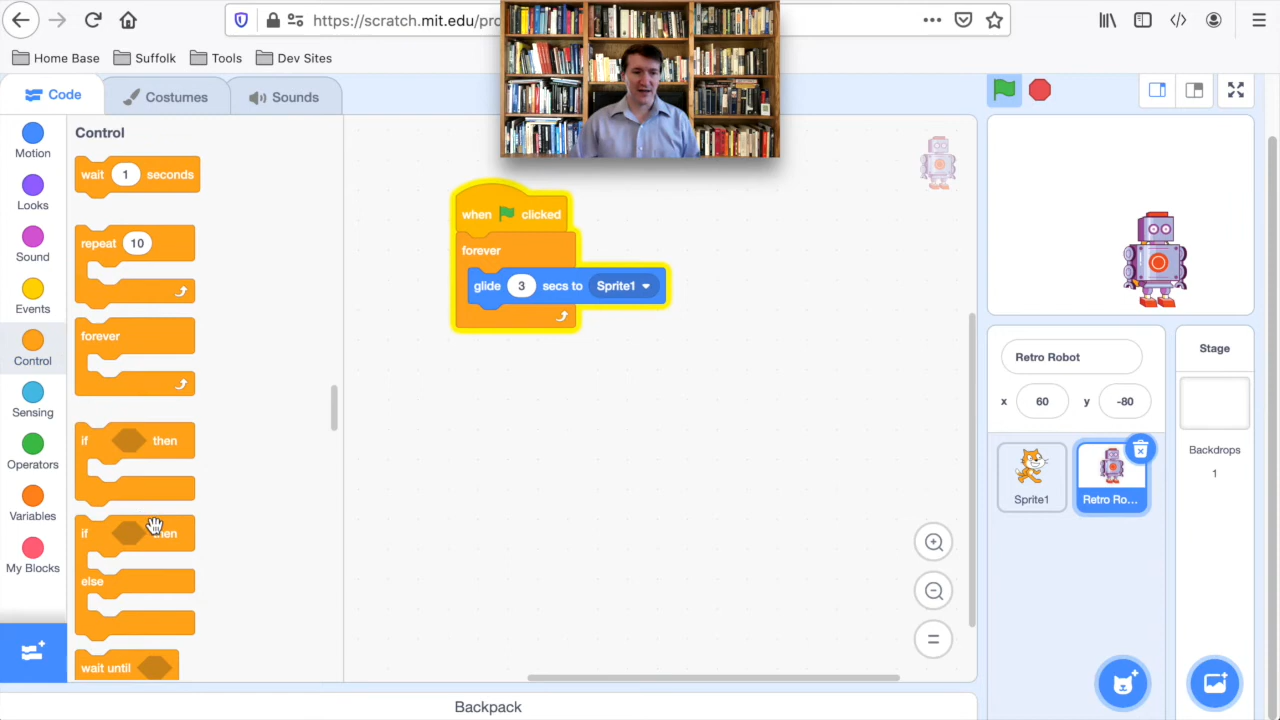 https://scratch.mit.edu/pro
Home Base
Suffolk
Tools
Dev Sites
Code
Costumes
Sounds
Motion
Looks
Sound
Events
Control
Sensing
Operators
Variables
My Blocks
Control
wait 1 seconds
repeat 10
forever
if then
if
else
wait until
when clicked
forever
glide 3 secs to Sprite1
Retro Robot
x 60 y -80
Sprite1
Retro Ro...
Stage
Backdrops
1
Backpack